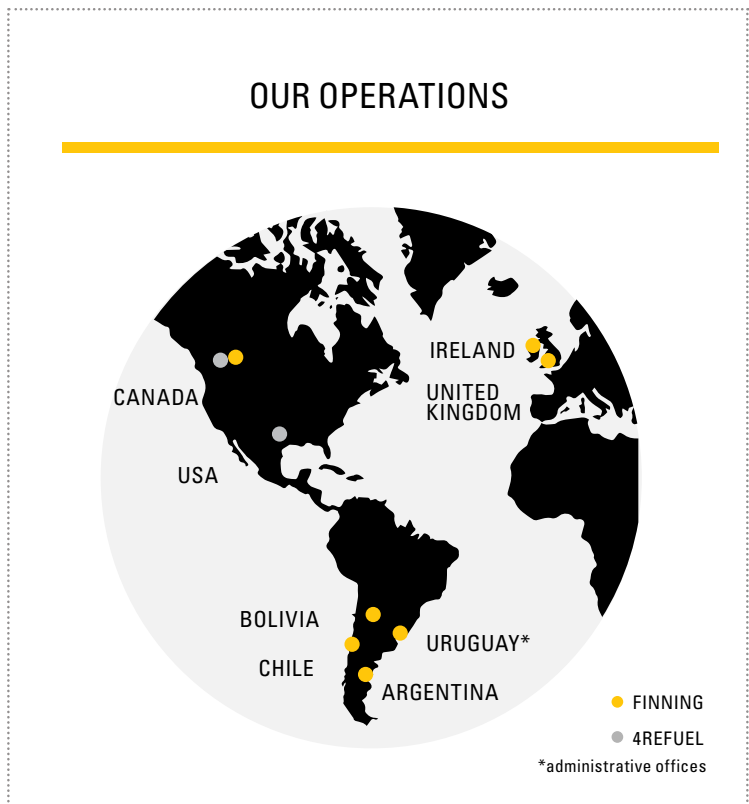 OUR OPERATIONS
IRELAND
UNITED
KINGDOM
CANADA
USA
BOLIVIA
URUGUAY*
CHILE
ARGENTINA
FINNING
4REFUEL
*administrative offices